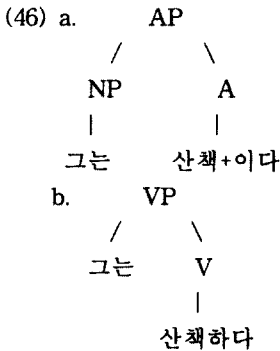 (46) a. AP
/ \
NP A
| |
그는 산책+이다
b. VP
/ \
그는 V
|
산책하다